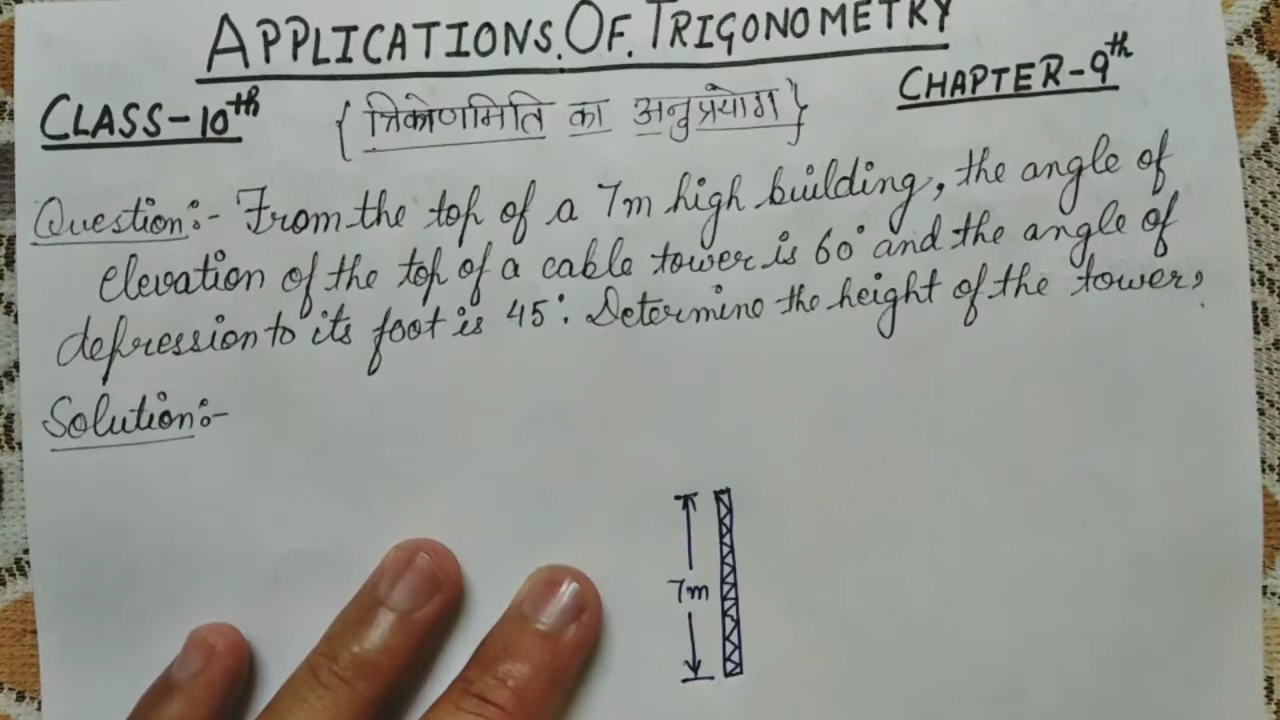 APPLICATIONS.OF.TRIGONOMETRY
CLASS-10th {त्रिकोणमिति का अनुप्रयोग} CHAPTER-9th
Question:- From the top of a 7m high building, the angle of
elevation of the top of a cable tower is 60° and the angle of
depression to its foot is 45°. Determine the height of the tower?
Solution:-
7m